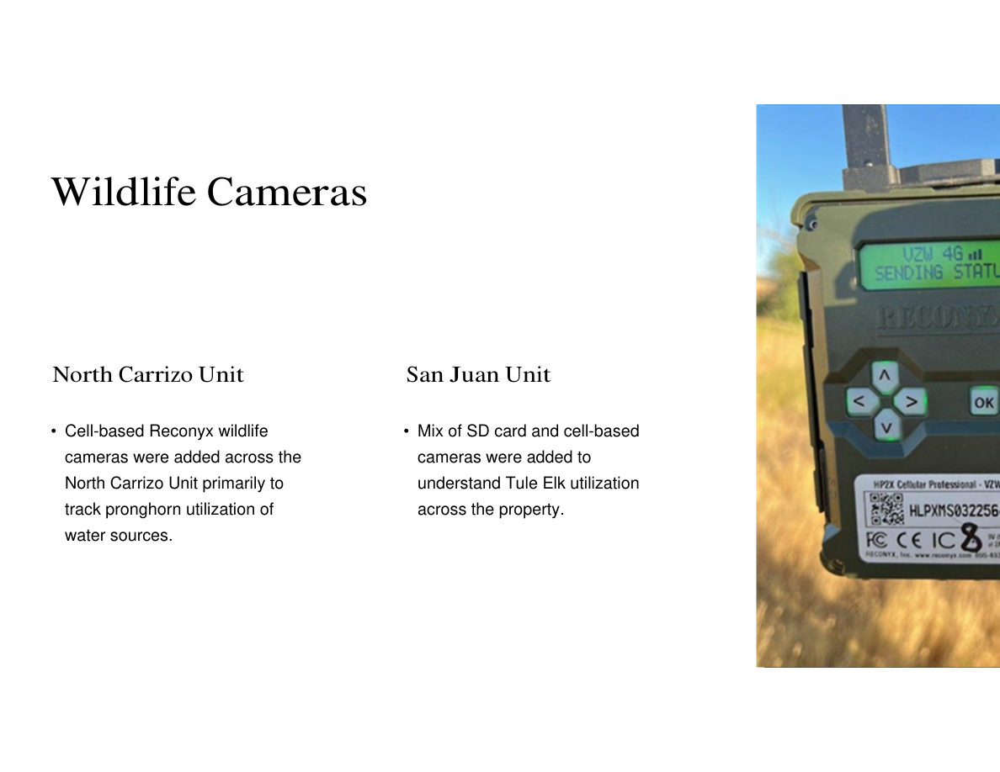 Wildlife Cameras
North Carrizo Unit
• Cell-based Reconyx wildlife
cameras were added across the
North Carrizo Unit primarily to
track pronghorn utilization of
water sources.
San Juan Unit
• Mix of SD card and cell-based
cameras were added to
understand Tule Elk utilization
across the property.
VZW 4G
SENDING STATU
RECONYX
< ^ v > OK
HP2X Cellular Professional - VZW
HLPXMS032256
FC CE IC 8
RECONYX, Inc. www.reconyx.com